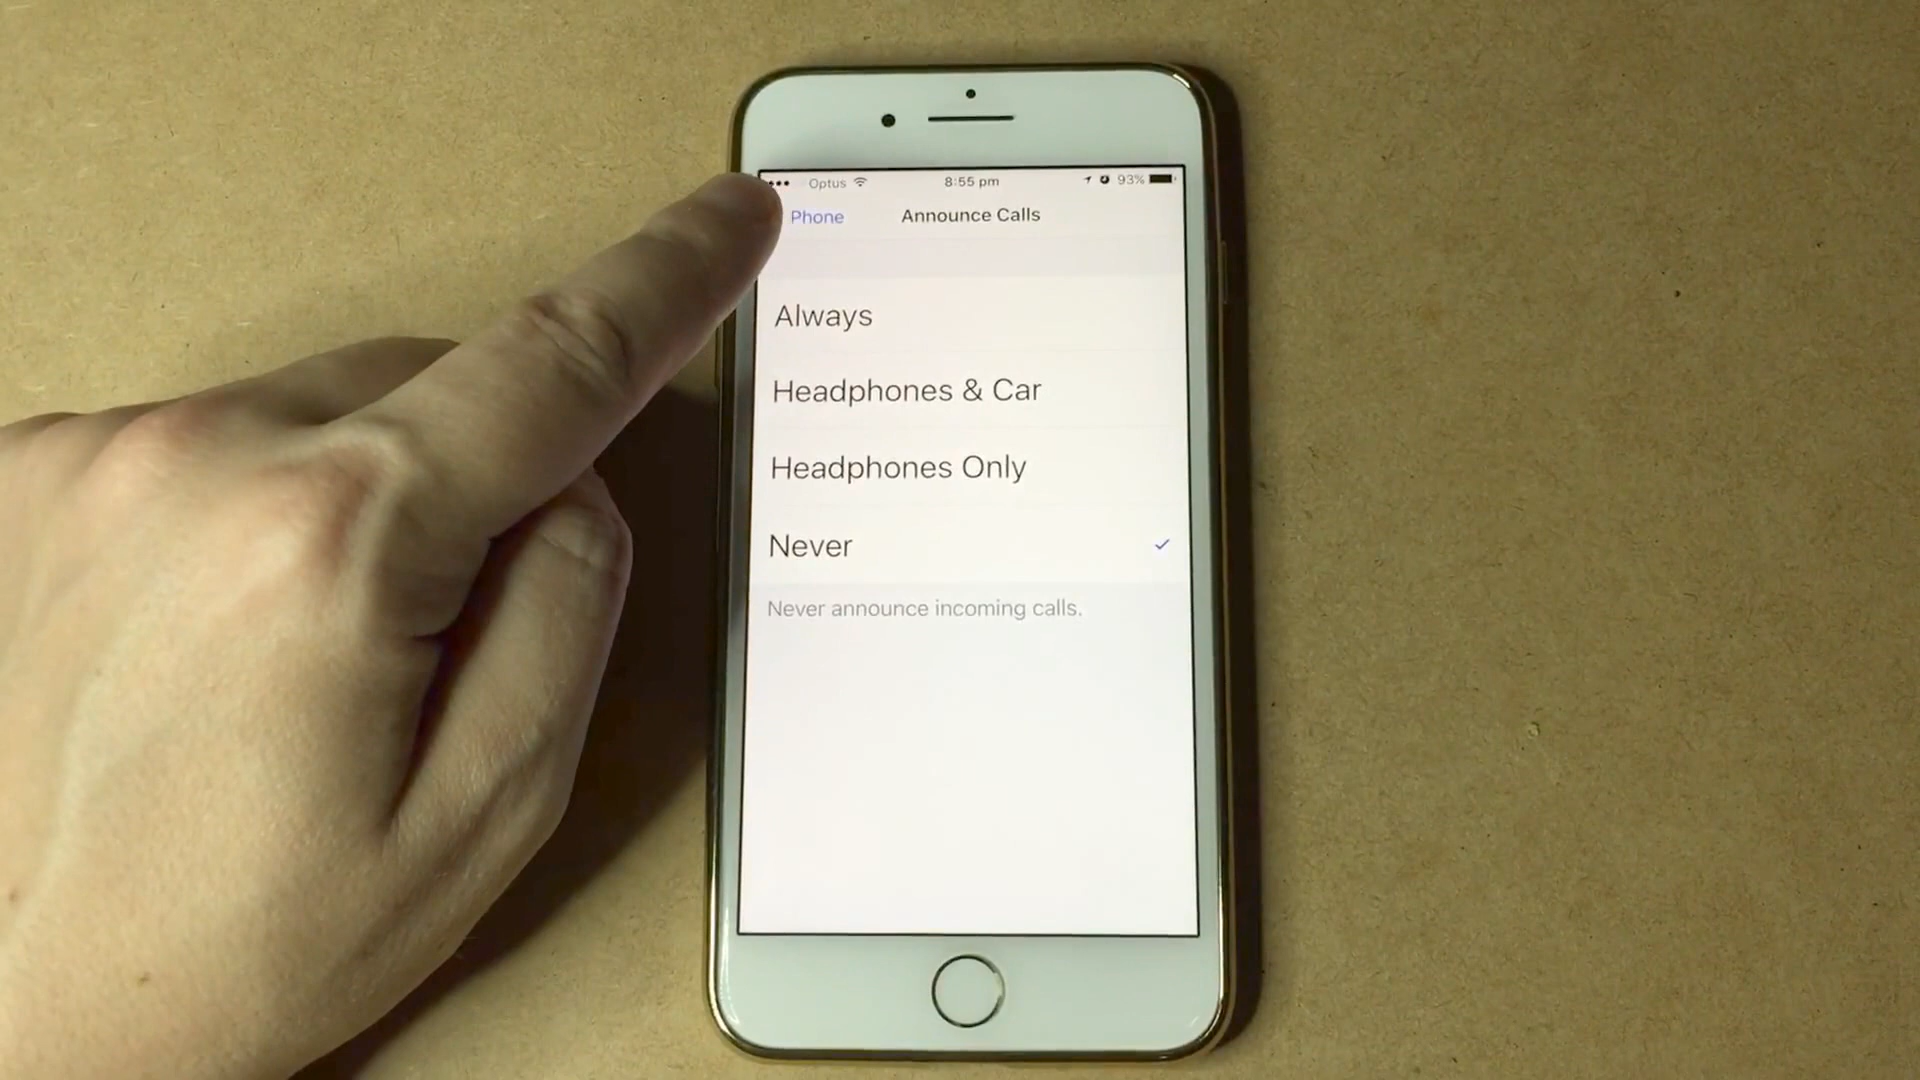 Optus 8:55 pm 93%
Phone Announce Calls
Always
Headphones & Car
Headphones Only
Never
Never announce incoming calls.